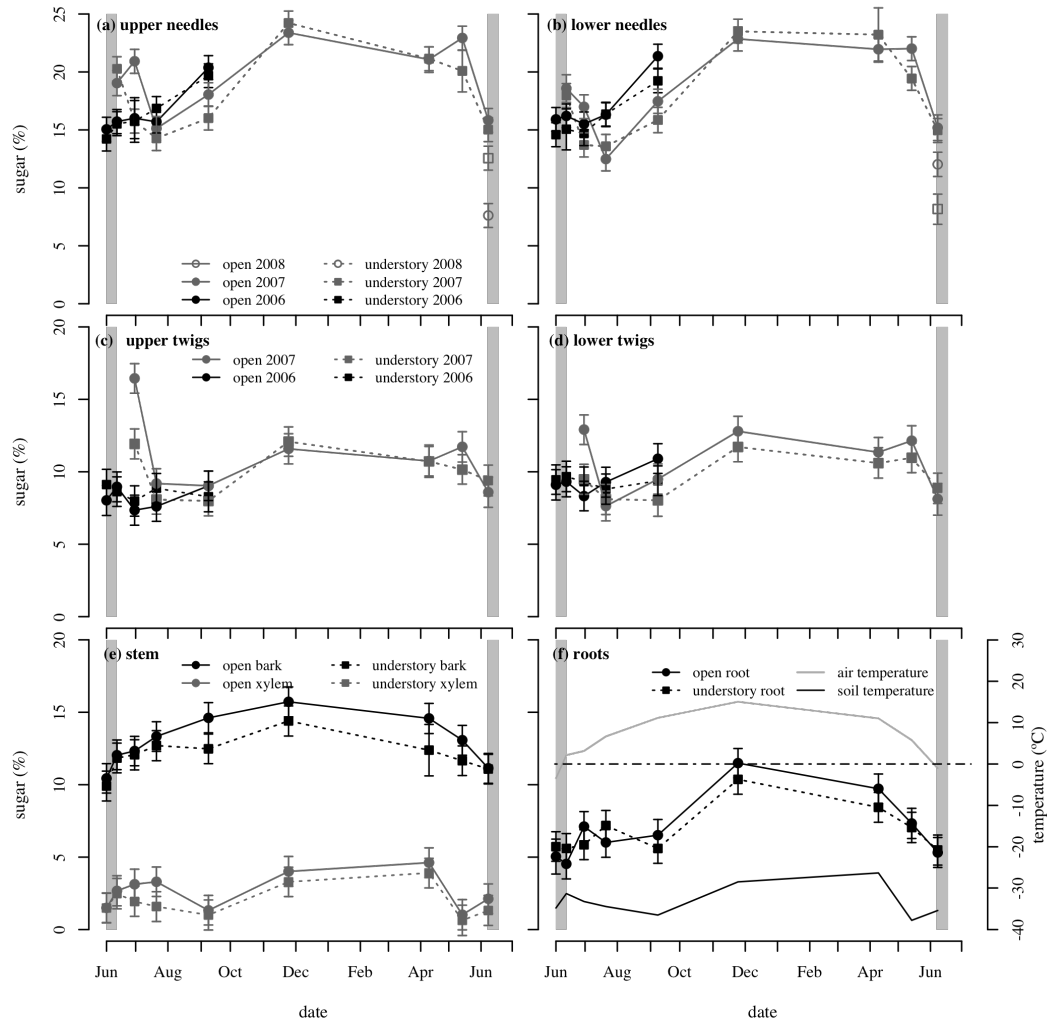 (a) upper needles
sugar (%)
25
20
15
10
5
0
open 2008
open 2007
open 2006
understory 2008
understory 2007
understory 2006
(b) lower needles
(c) upper twigs
sugar (%)
20
15
10
5
0
open 2007
open 2006
understory 2007
understory 2006
(d) lower twigs
(e) stem
sugar (%)
20
15
10
5
0
open bark
open xylem
understory bark
understory xylem
Jun Aug Oct Dec Feb Apr Jun
date
(f) roots
open root
understory root
air temperature
soil temperature
30
20
10
0
-10
-20
-30
-40
temperature (°C)
Jun Aug Oct Dec Feb Apr Jun
date